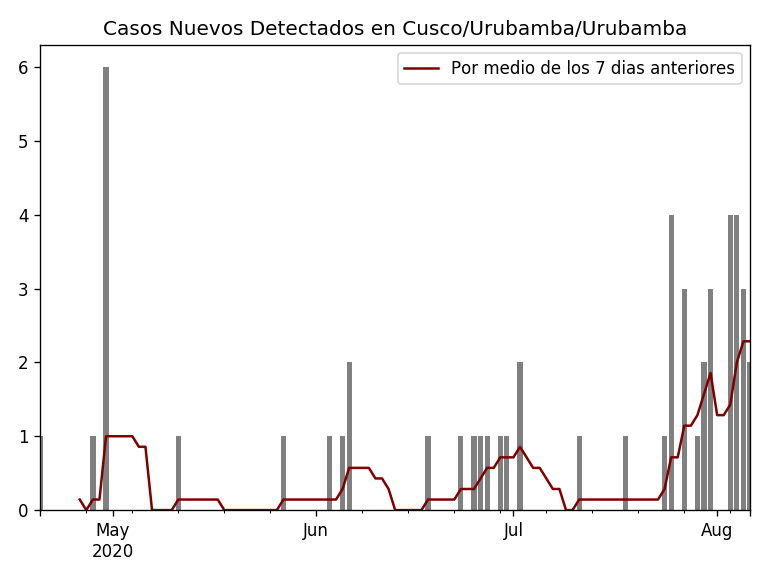 Casos Nuevos Detectados en Cusco/Urubamba/Urubamba
Por medio de los 7 dias anteriores
6
5
4
3
2
1
0
May
2020
Jun
Jul
Aug